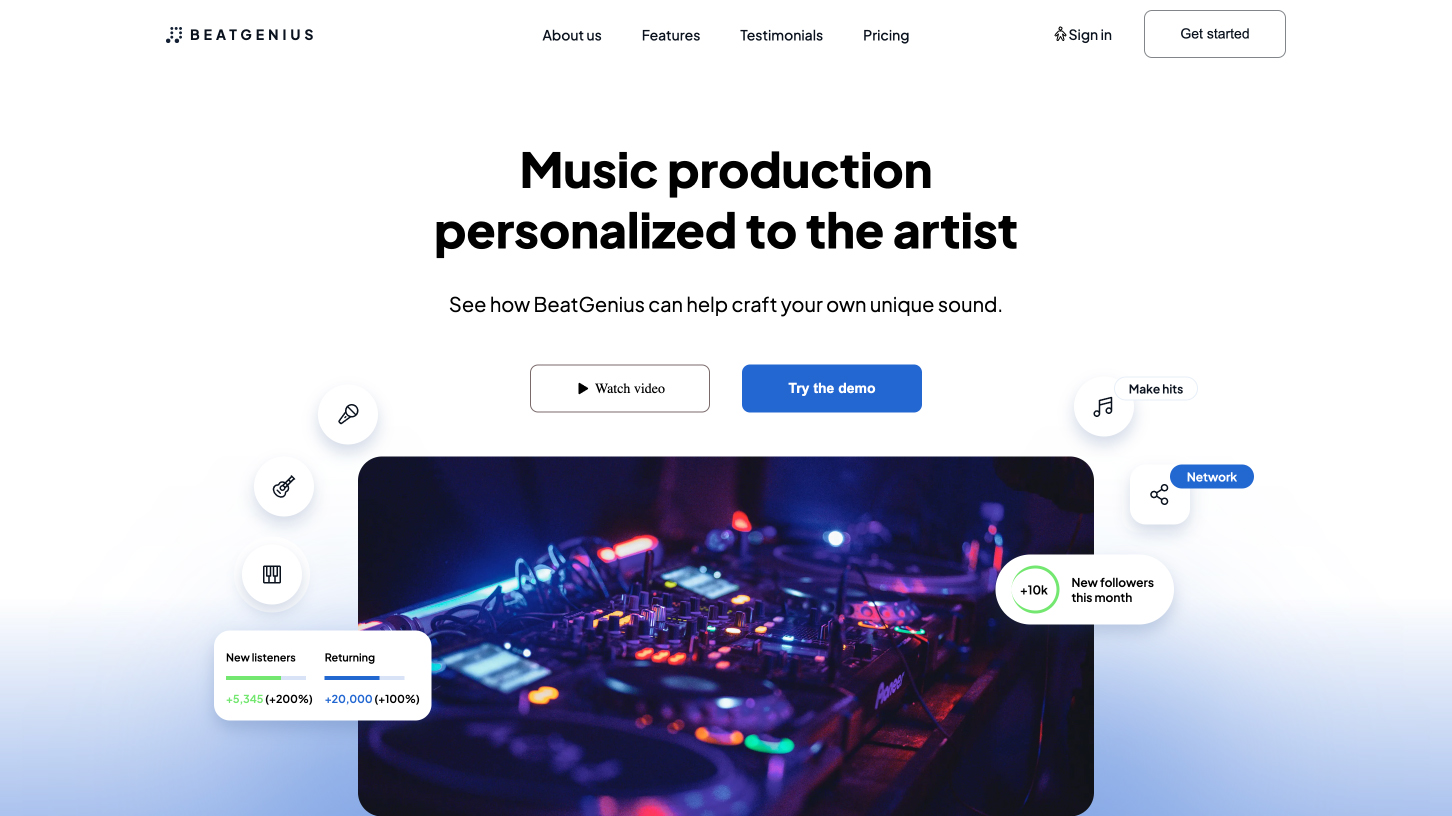 BEATGENIUS
About us
Features
Testimonials
Pricing
Sign in
Get started
Music production
personalized to the artist
See how BeatGenius can help craft your own unique sound.
Watch video
Try the demo
Make hits
Network
+10k
New followers
this month
New listeners
Returning
+5,345 (+200%)
+20,000 (+100%)
Pioneer